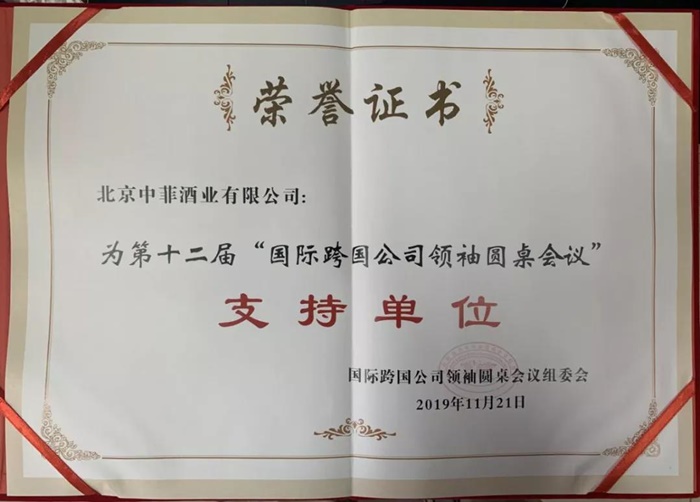 荣誉证书
北京中菲酒业有限公司:
为第十二届“国际跨国公司领袖圆桌会议”
支持单位
国际跨国公司领袖圆桌会议组委会
2019年11月21日